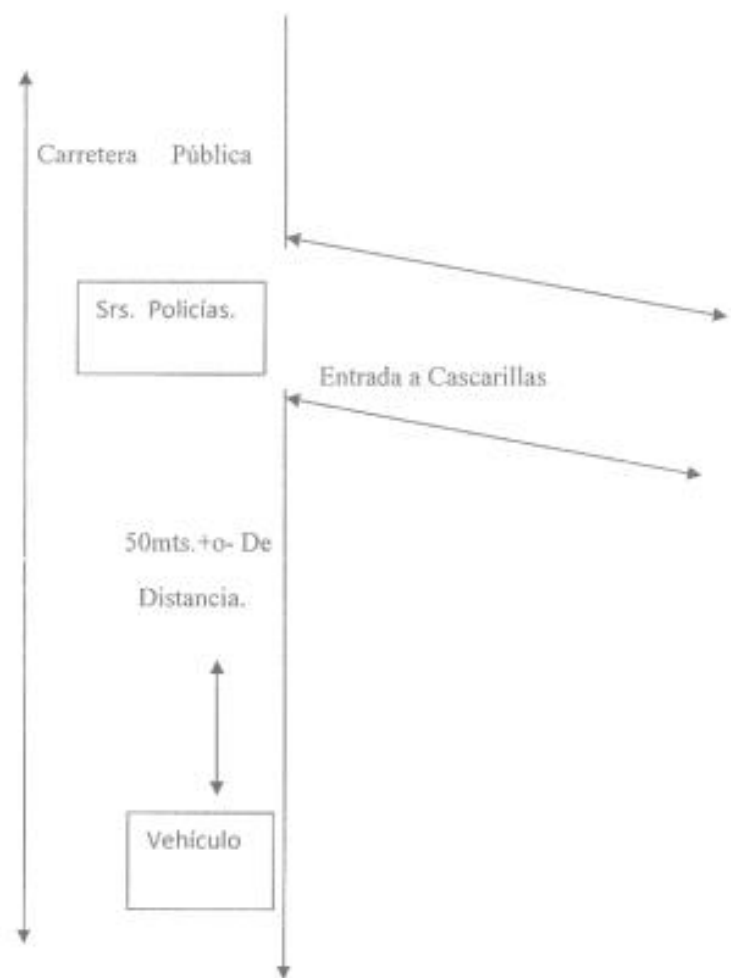 Carretera Pública
Srs. Policías.
Entrada a Cascarillas
50mts.+o- De
Distancia.
Vehículo